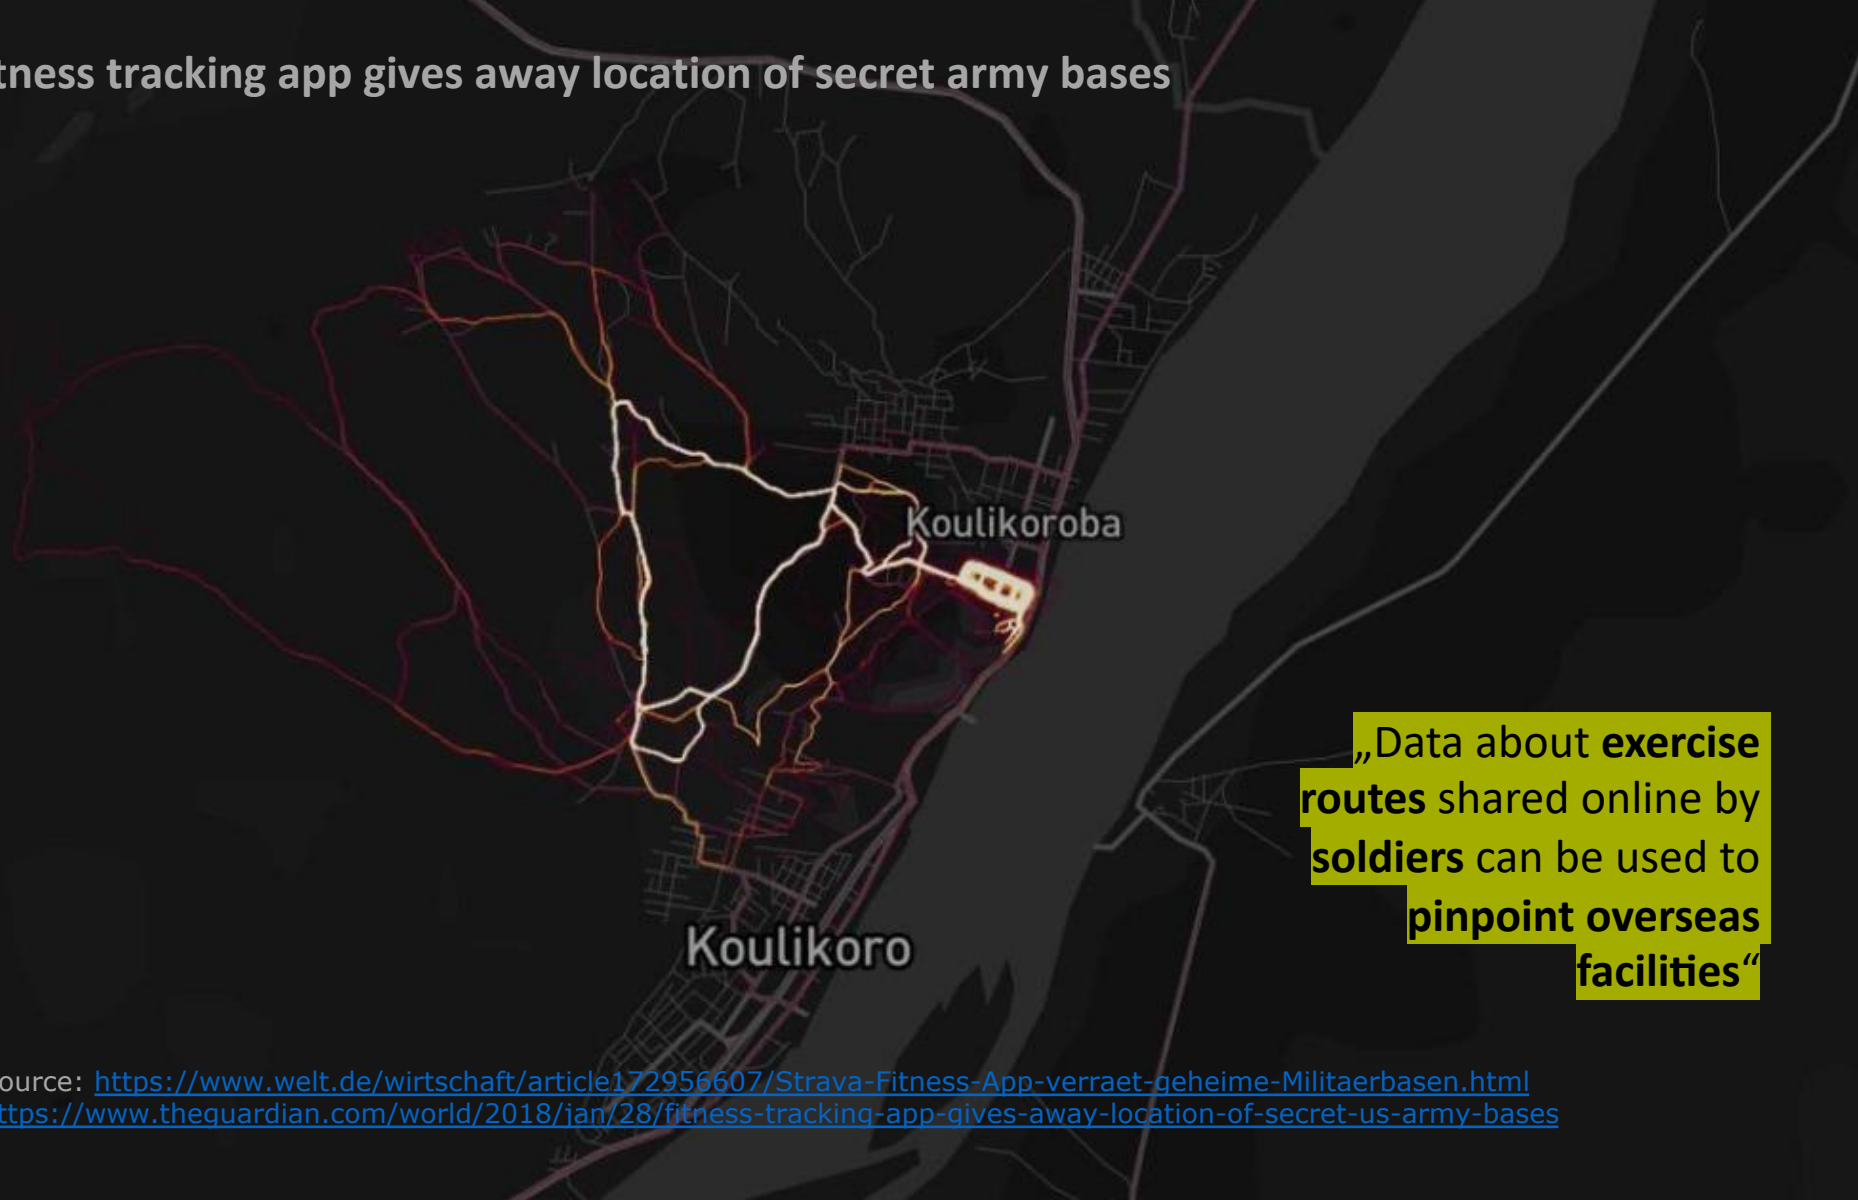 tness tracking app gives away location of secret army bases
Koulikoroba
„Data about exercise
routes shared online by
soldiers can be used to
pinpoint overseas
facilities“
Koulikoro
ource: https://www.welt.de/wirtschaft/article172956607/Strava-Fitness-App-verraet-geheime-Militaerbasen.html
ttps://www.theguardian.com/world/2018/jan/28/fitness-tracking-app-gives-away-location-of-secret-us-army-bases